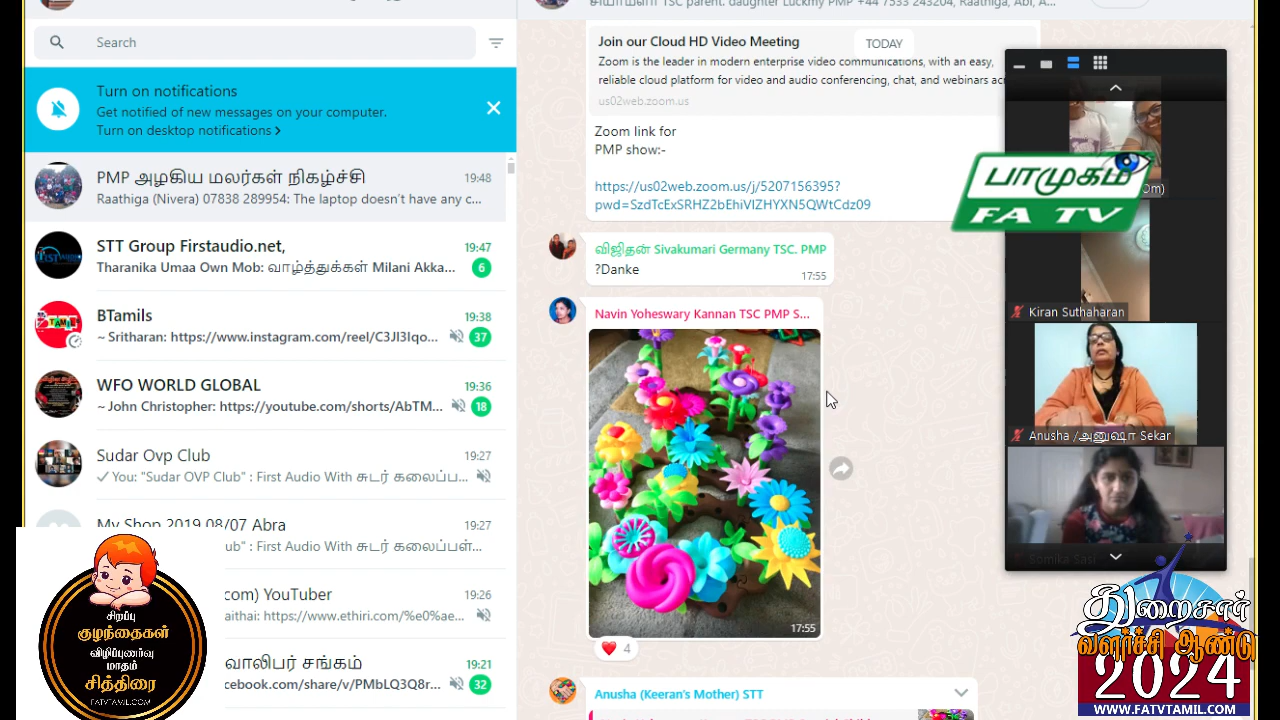 TSC parent. daughter Luckmy PMP +44 7533 243204, Raathiga, Abi, A...
Search
Turn on notifications
Get notified of new messages on your computer.
Turn on desktop notifications >
PMP அழகிய மலர்கள் நிகழ்ச்சி
19:48
Raathiga (Nivera) 07838 289954: The laptop doesn't have any c...
STT Group Firstaudio.net,
19:47
Tharanika Umaa Own Mob: வாழ்த்துக்கள் Milani Akka...
6
BTamils
19:38
~ Sritharan: https://www.instagram.com/reel/C3JI3Iqo...
37
WFO WORLD GLOBAL
19:36
~ John Christopher: https://youtube.com/shorts/AbTM...
18
Sudar Ovp Club
19:27
You: "Sudar OVP Club" : First Audio With சுடர் கலைப்ப...
My Shop 2019 08/07 Abra
19:27
ub" : First Audio With சுடர் கலைப்பள்...
com) YouTuber
19:26
aithai: https://www.ethiri.com/%e0%ae...
வாலிபர் சங்கம்
19:21
cebook.com/share/v/PMbLQ3Q8r...
32
சிறப்பு
குழந்தைகள்
விழிப்புணர்வு
மாதம்
சித்திரை
FATVTAMIL.COM
Join our Cloud HD Video Meeting
TODAY
Zoom is the leader in modern enterprise video communications, with an easy,
reliable cloud platform for video and audio conferencing, chat, and webinars acr
us02web.zoom.us
Zoom link for
PMP show:-
https://us02web.zoom.us/j/5207156395?
pwd=SzdTcExSRHZ2bEhiVIZHYXN5QWtCdz09
விஜிதன் Sivakumari Germany TSC. PMP
?Danke
17:55
Navin Yoheswary Kannan TSC PMP S...
17:55
4
Anusha (Keeran's Mother) STT
பாமுகம்
FA TV
Om)
Kiran Suthaharan
Anusha /அனுஷா Sekar
Somika Sasi
துறைசார்
வளர்ச்சி ஆண்டு
2024
WWW.FATVTAMIL.COM